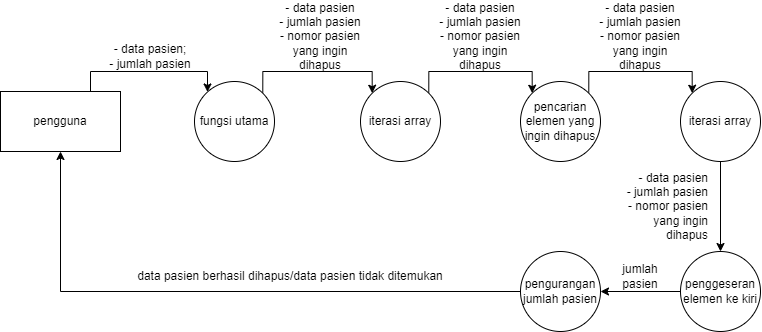 - data pasien
- jumlah pasien
- nomor pasien
yang ingin
dihapus
- data pasien
- jumlah pasien
- nomor pasien
yang ingin
dihapus
- data pasien
- jumlah pasien
- nomor pasien
yang ingin
dihapus
- data pasien;
- jumlah pasien
pengguna
fungsi utama
iterasi array
pencarian
elemen yang
ingin dihapus
iterasi array
- data pasien
- jumlah pasien
- nomor pasien
yang ingin
dihapus
penggeseran
elemen ke kiri
jumlah
pasien
pengurangan
jumlah pasien
data pasien berhasil dihapus/data pasien tidak ditemukan